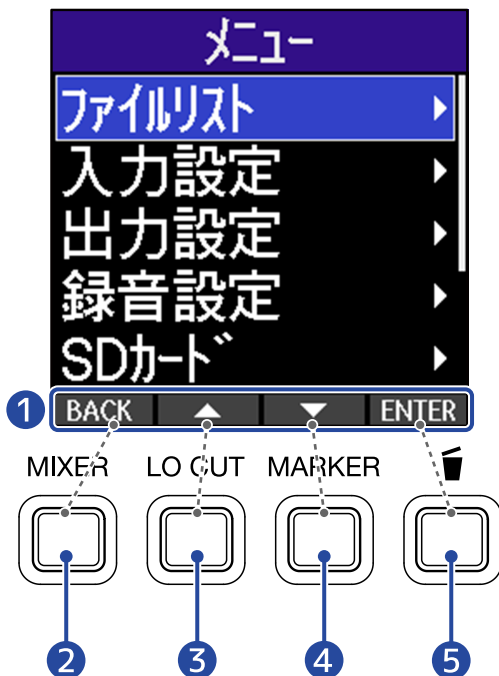 メニュー
ファイルリスト
入力設定
出力設定
録音設定
SDカード
1 BACK ENTER
MIXER LO CUT MARKER
2 3 4 5